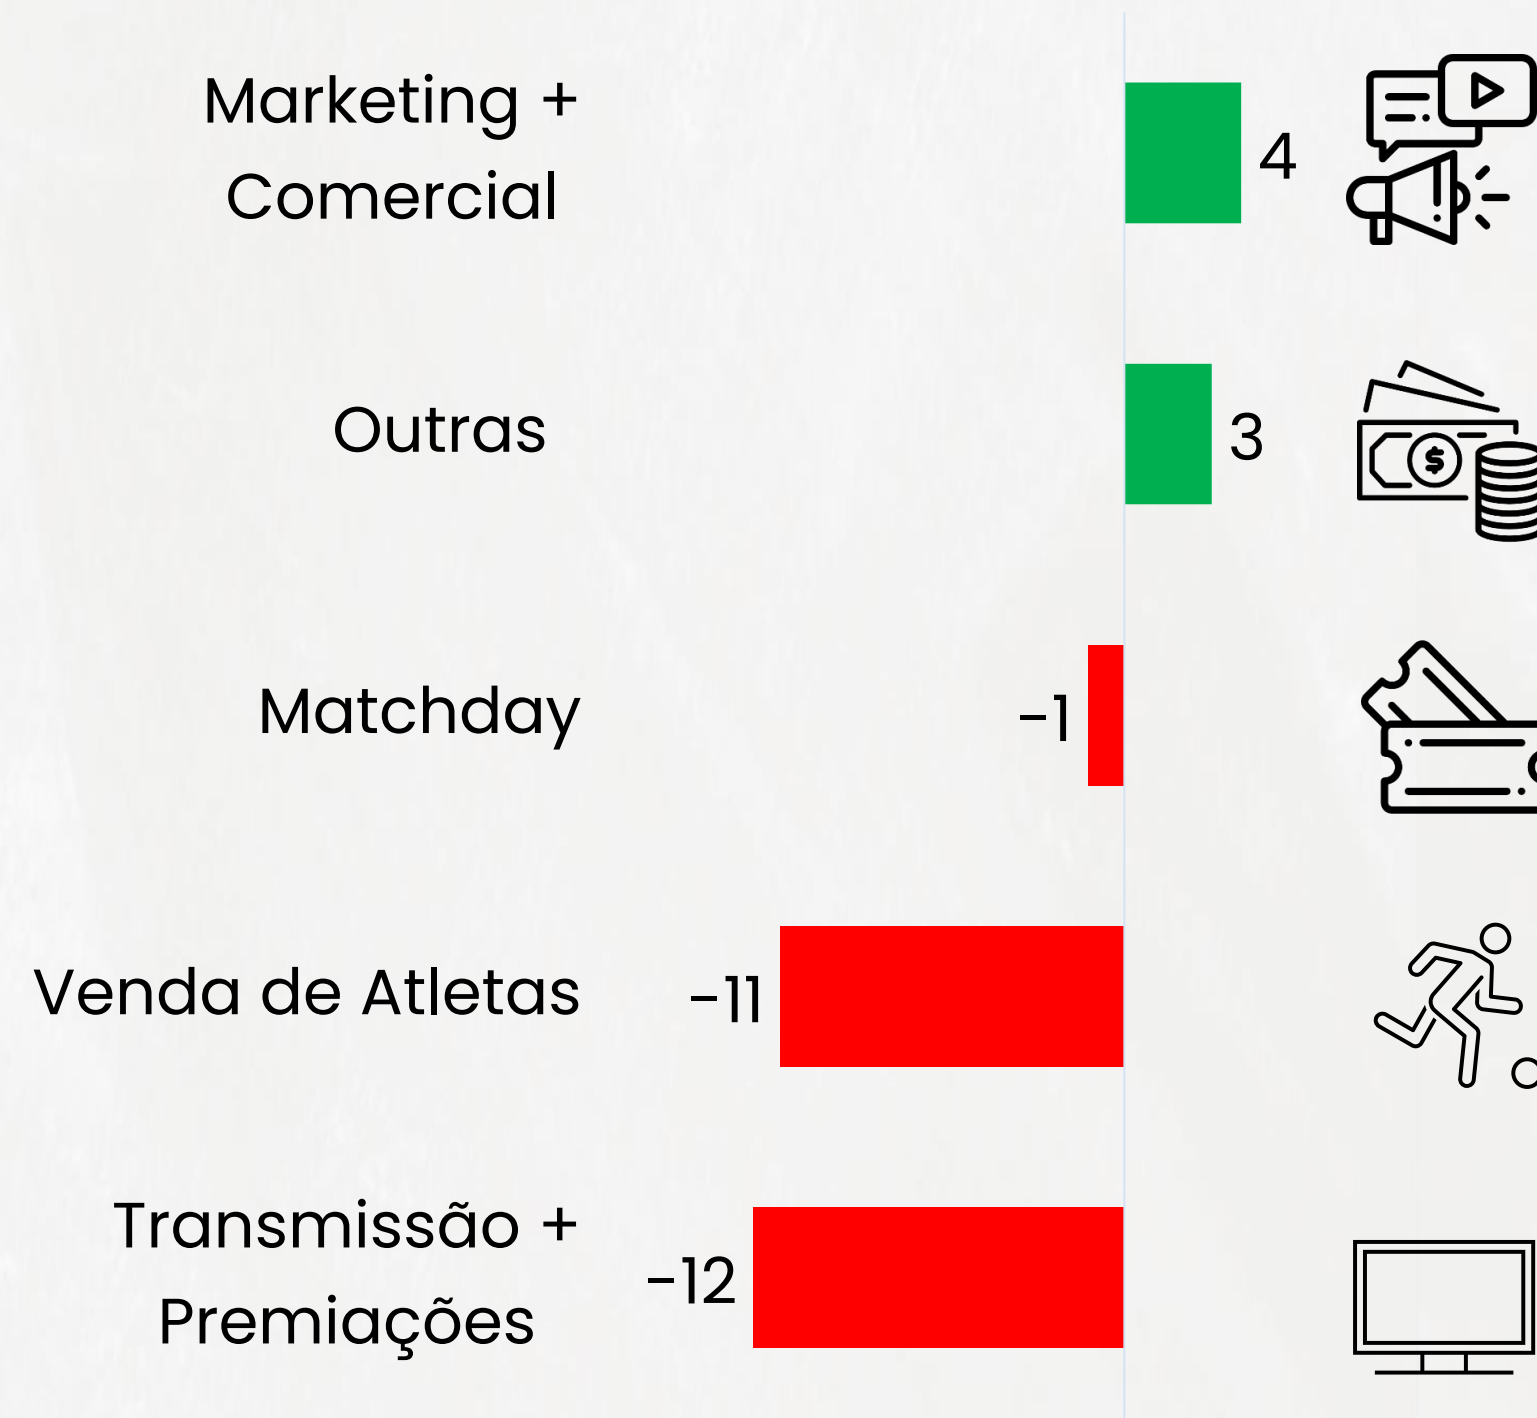 Marketing +
Comercial
4
Outras
3
Matchday
-1
Venda de Atletas
-11
Transmissão +
Premiações
-12